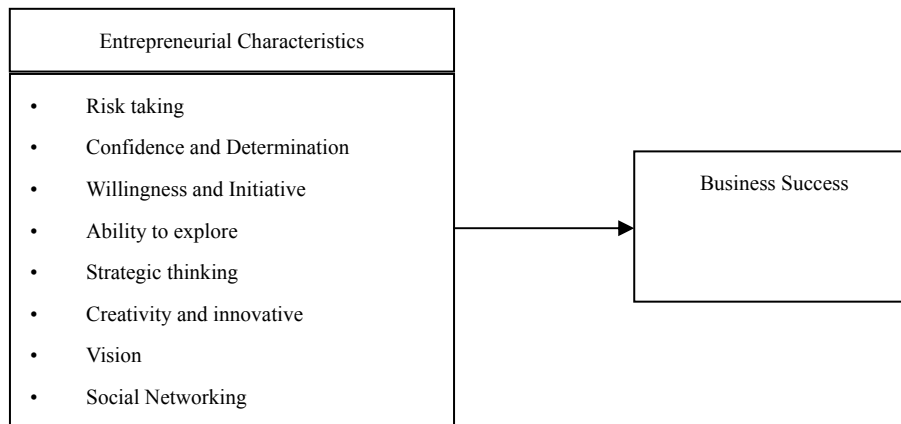 Entrepreneurial Characteristics
• Risk taking
• Confidence and Determination
• Willingness and Initiative
• Ability to explore
• Strategic thinking
• Creativity and innovative
• Vision
• Social Networking
Business Success